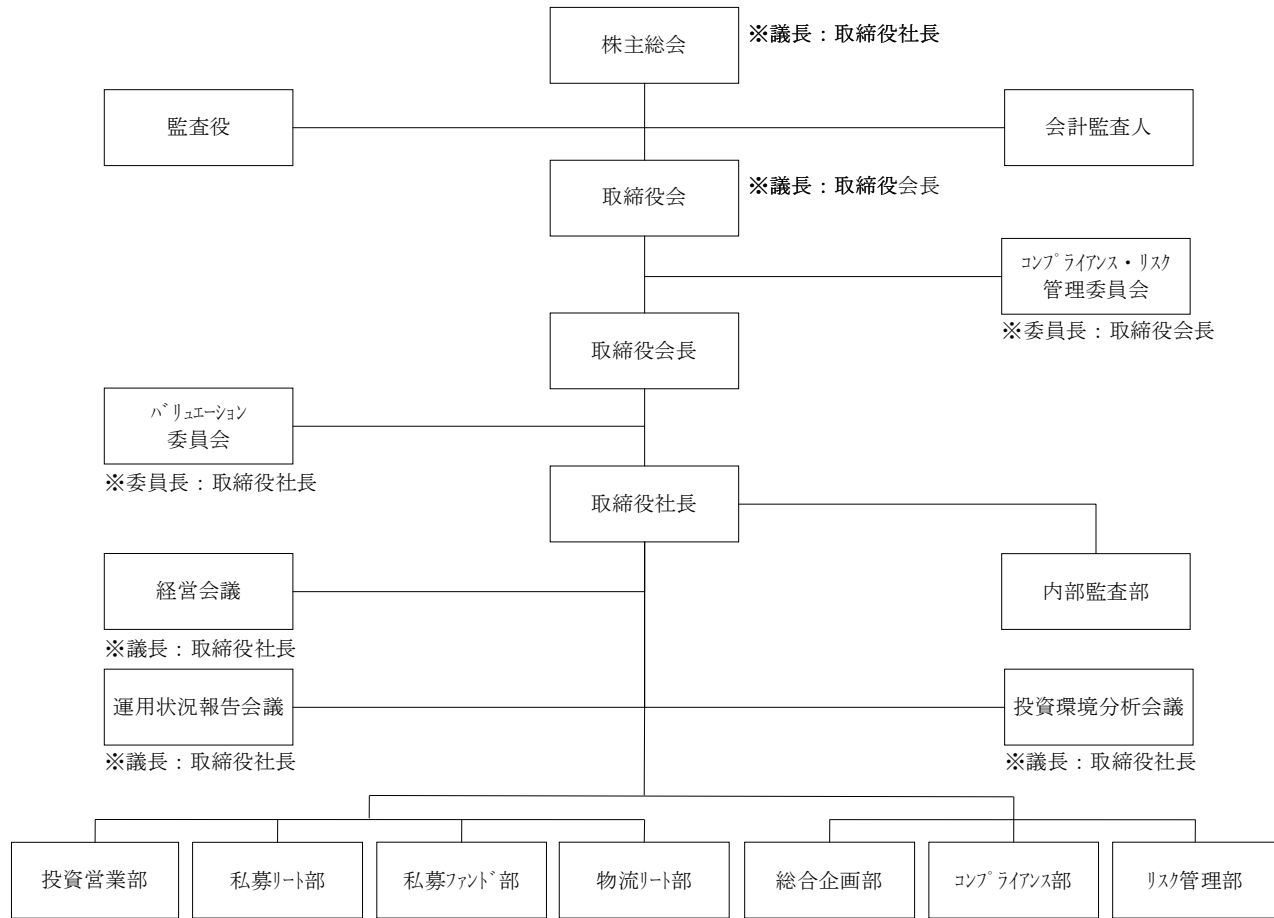 株主総会
※議長：取締役社長
監査役
会計監査人
取締役会
※議長：取締役会長
ｺﾝﾌﾟﾗｲｱﾝｽ・ﾘｽｸ
管理委員会
※委員長：取締役会長
取締役会長
ﾊﾞﾘｭｴｰｼｮﾝ
委員会
※委員長：取締役社長
取締役社長
経営会議
※議長：取締役社長
内部監査部
運用状況報告会議
※議長：取締役社長
投資環境分析会議
※議長：取締役社長
投資営業部
私募ﾘｰﾄ部
私募ﾌｧﾝﾄﾞ部
物流ﾘｰﾄ部
総合企画部
ｺﾝﾌﾟﾗｲｱﾝｽ部
ﾘｽｸ管理部